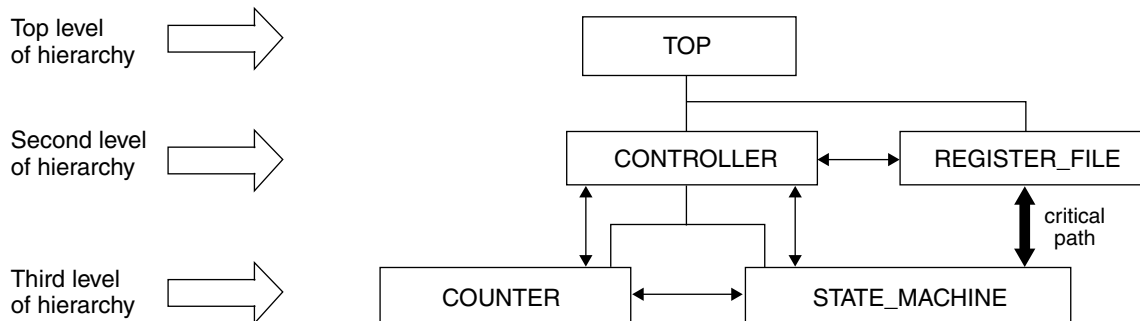 Top level
of hierarchy
TOP
Second level
of hierarchy
CONTROLLER
REGISTER_FILE
critical
path
Third level
of hierarchy
COUNTER
STATE_MACHINE